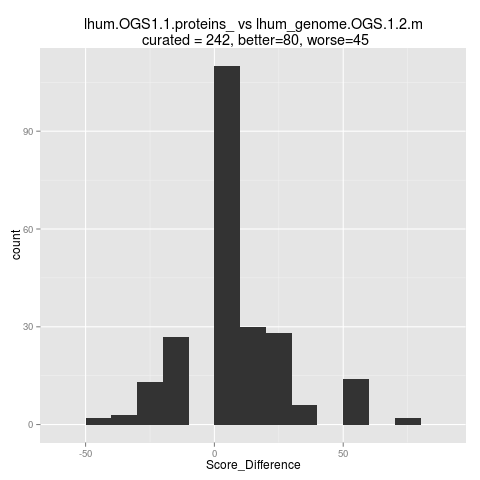 lhum.OGS1.1.proteins_ vs lhum_genome.OGS.1.2.m
curated = 242, better=80, worse=45
90
60
30
0
count
-50 0 50
Score_Difference